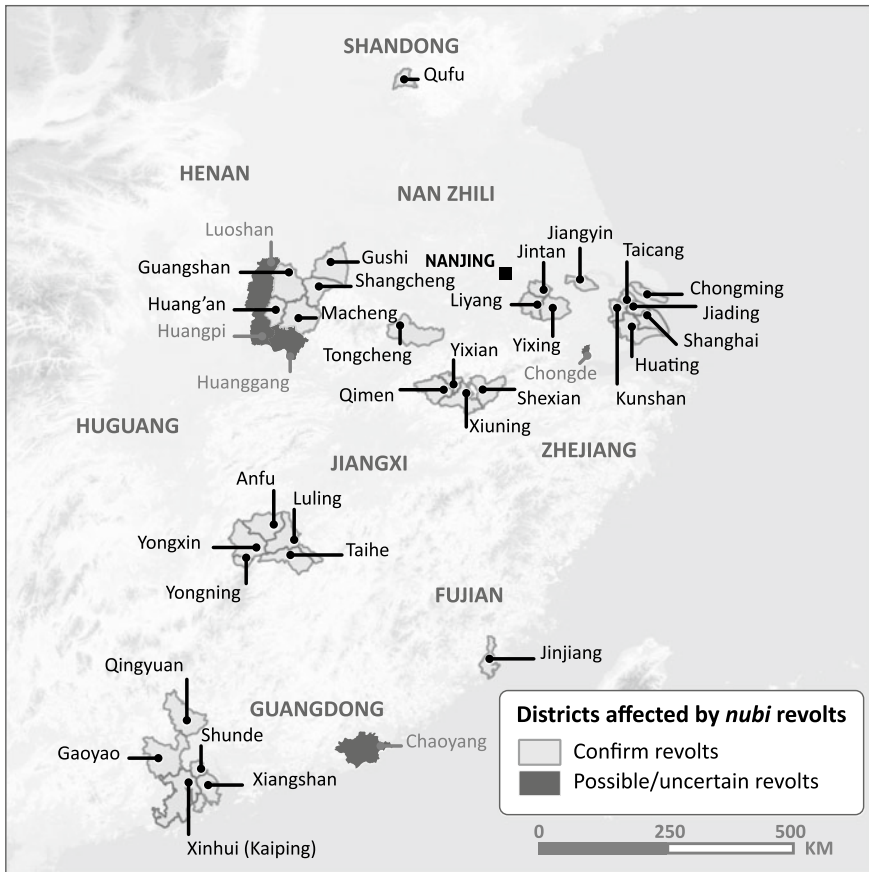 SHANDONG
Qufu
HENAN
NAN ZHILI
Luoshan
Guangshan
Gushi
Shangcheng
Huang'an
Macheng
Huangpi
Huanggang
Tongcheng
NANJING
Jiangyin
Jintan
Taicang
Liyang
Chongming
Jiading
Shanghai
Yixing
Huating
Chongde
Kunshan
Yixian
Qimen
Shexian
Xiuning
HUGUANG
JIANGXI
ZHEJIANG
Anfu
Luling
Yongxin
Taihe
Yongning
FUJIAN
Jinjiang
Qingyuan
GUANGDONG
Shunde
Gaoyao
Chaoyang
Xiangshan
Xinhui (Kaiping)
Districts affected by nubi revolts
Confirm revolts
Possible/uncertain revolts
0 250 500
KM